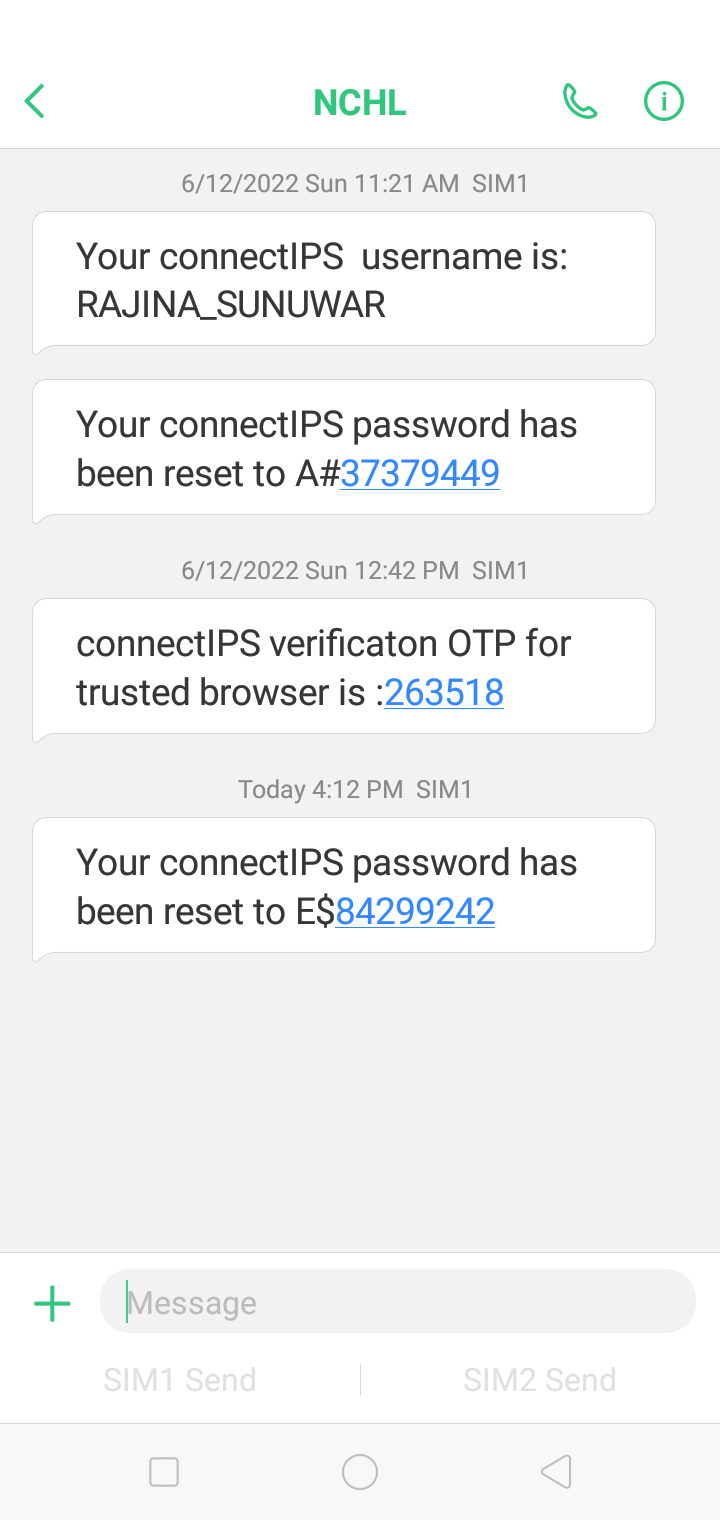 NCHL
6/12/2022 Sun 11:21 AM  SIM1
Your connectIPS  username is:
RAJINA_SUNUWAR
Your connectIPS password has
been reset to A#37379449
6/12/2022 Sun 12:42 PM  SIM1
connectIPS verificaton OTP for
trusted browser is :263518
Today 4:12 PM  SIM1
Your connectIPS password has
been reset to E$84299242
Message
SIM1 Send
SIM2 Send